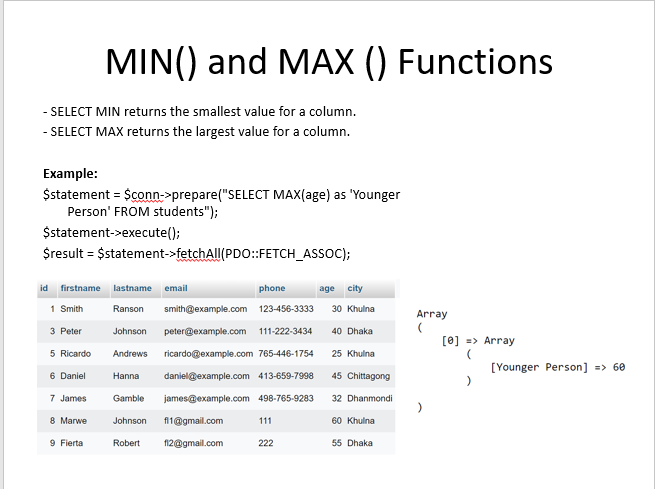 MIN() and MAX () Functions
- SELECT MIN returns the smallest value for a column.
- SELECT MAX returns the largest value for a column.
Example:
$statement = $conn->prepare("SELECT MAX(age) as 'Younger
Person' FROM students");
$statement->execute();
$result = $statement->fetchAll(PDO::FETCH_ASSOC);
id firstname lastname email phone age city
1 Smith Ranson smith@example.com 123-456-3333 30 Khulna
3 Peter Johnson peter@example.com 111-222-3434 40 Dhaka
5 Ricardo Andrews ricardo@example.com 765-446-1754 25 Khulna
6 Daniel Hanna daniel@example.com 413-659-7998 45 Chittagong
7 James Gamble james@example.com 498-765-9283 32 Dhanmondi
8 Marwe Johnson fl1@gmail.com 111 60 Khulna
9 Fierta Robert fl2@gmail.com 222 55 Dhaka
Array
(
[0] => Array
(
[Younger Person] => 60
)
)